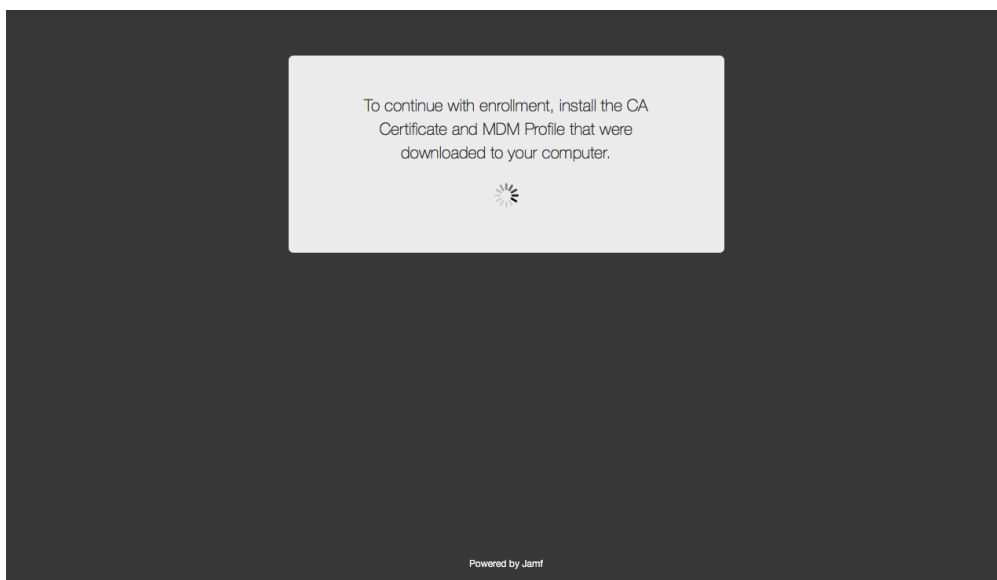 To continue with enrollment, install the CA
Certificate and MDM Profile that were
downloaded to your computer.
Powered by Jamf